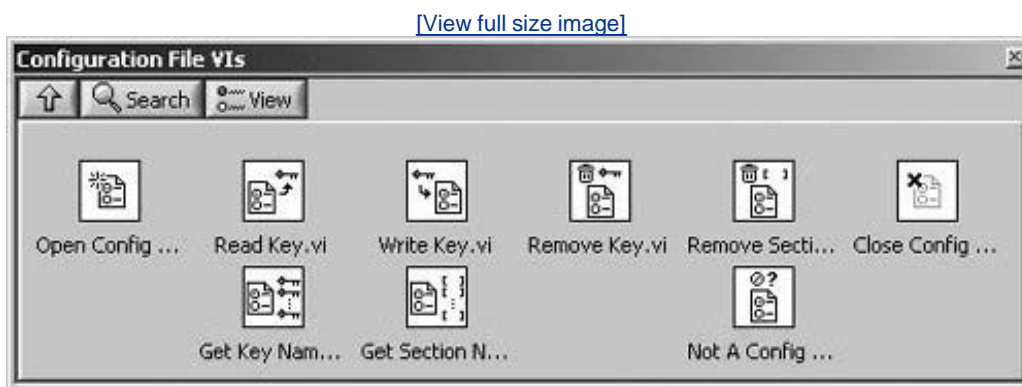 [View full size image]
Configuration File VIs
Search View
Open Config ... Read Key.vi Write Key.vi Remove Key.vi Remove Secti... Close Config ...
Get Key Nam... Get Section N... Not A Config ...